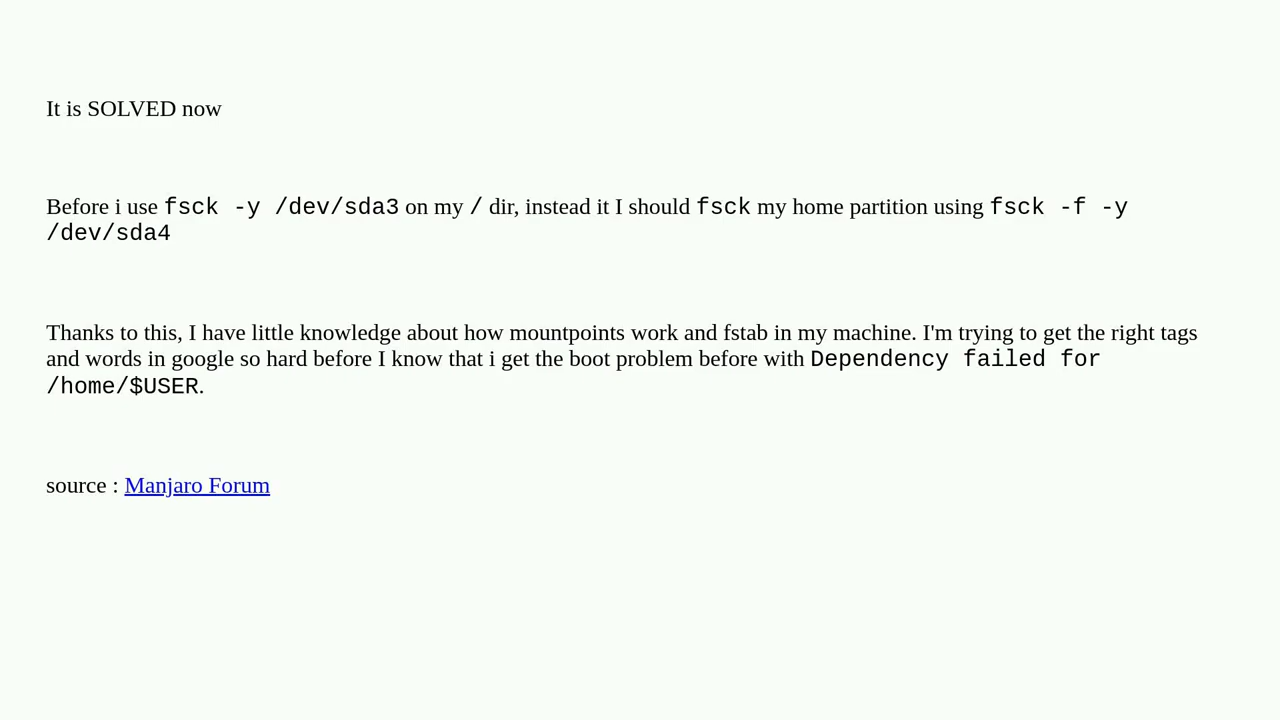 It is SOLVED now
Before i use fsck -y /dev/sda3 on my / dir, instead it I should fsck my home partition using fsck -f -y
/dev/sda4
Thanks to this, I have little knowledge about how mountpoints work and fstab in my machine. I'm trying to get the right tags
and words in google so hard before I know that i get the boot problem before with Dependency failed for
/home/$USER.
source : Manjaro Forum